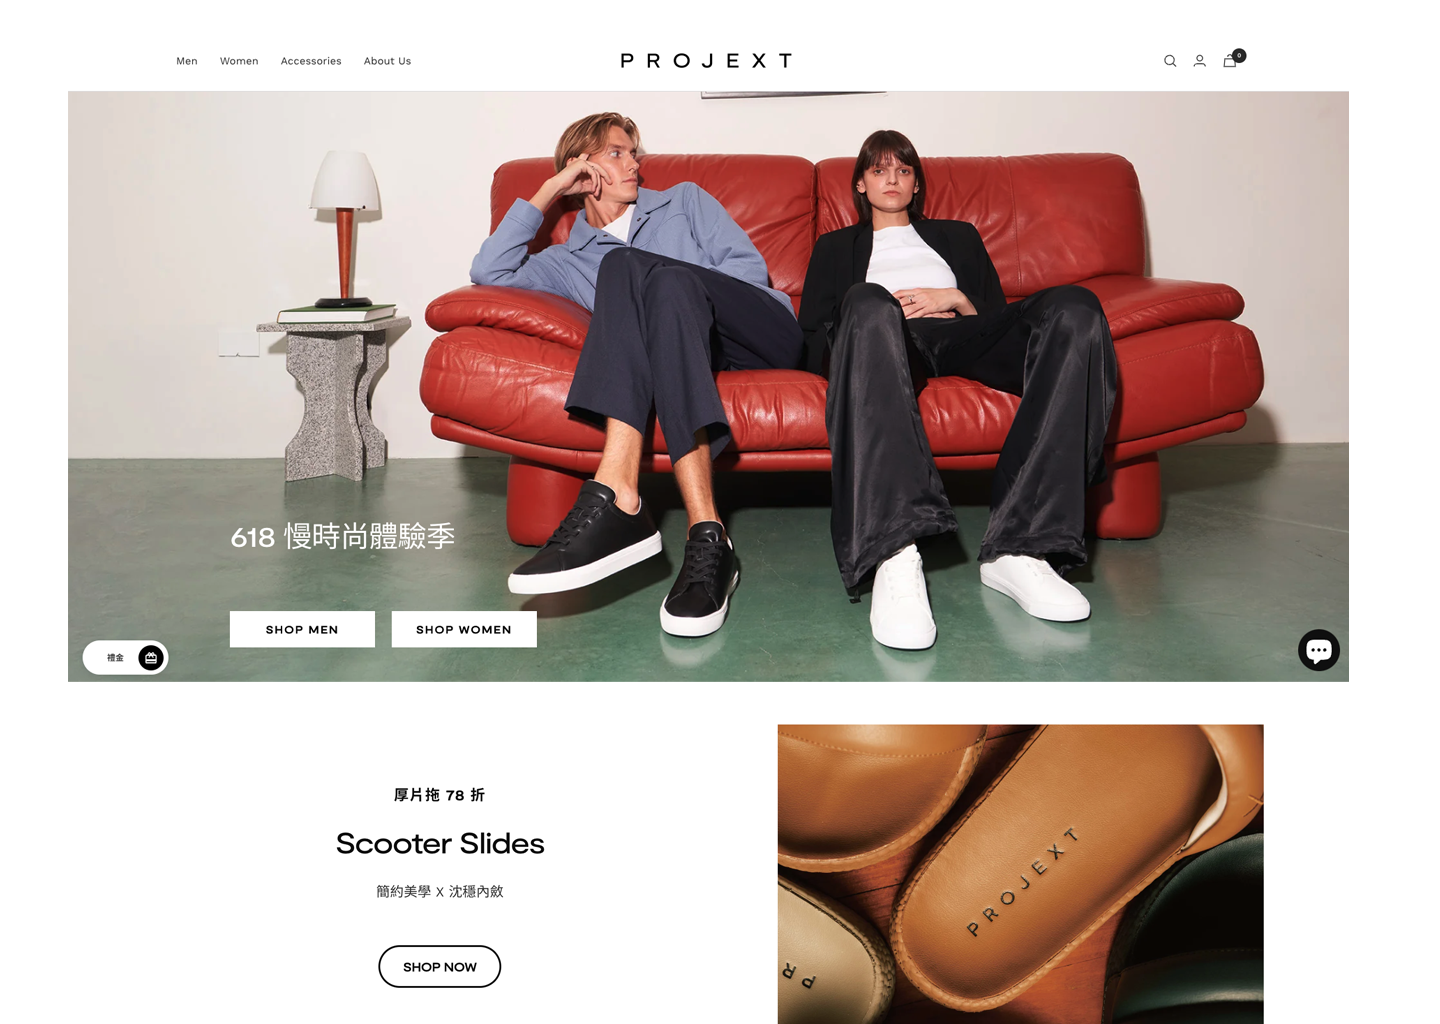 Men Women Accessories About Us
PROJEXT
0
618 慢時尚體驗季
SHOP MEN SHOP WOMEN
禮金
厚片拖 78 折
Scooter Slides
簡約美學 X 沈穩內斂
SHOP NOW
PROJEXT
PR